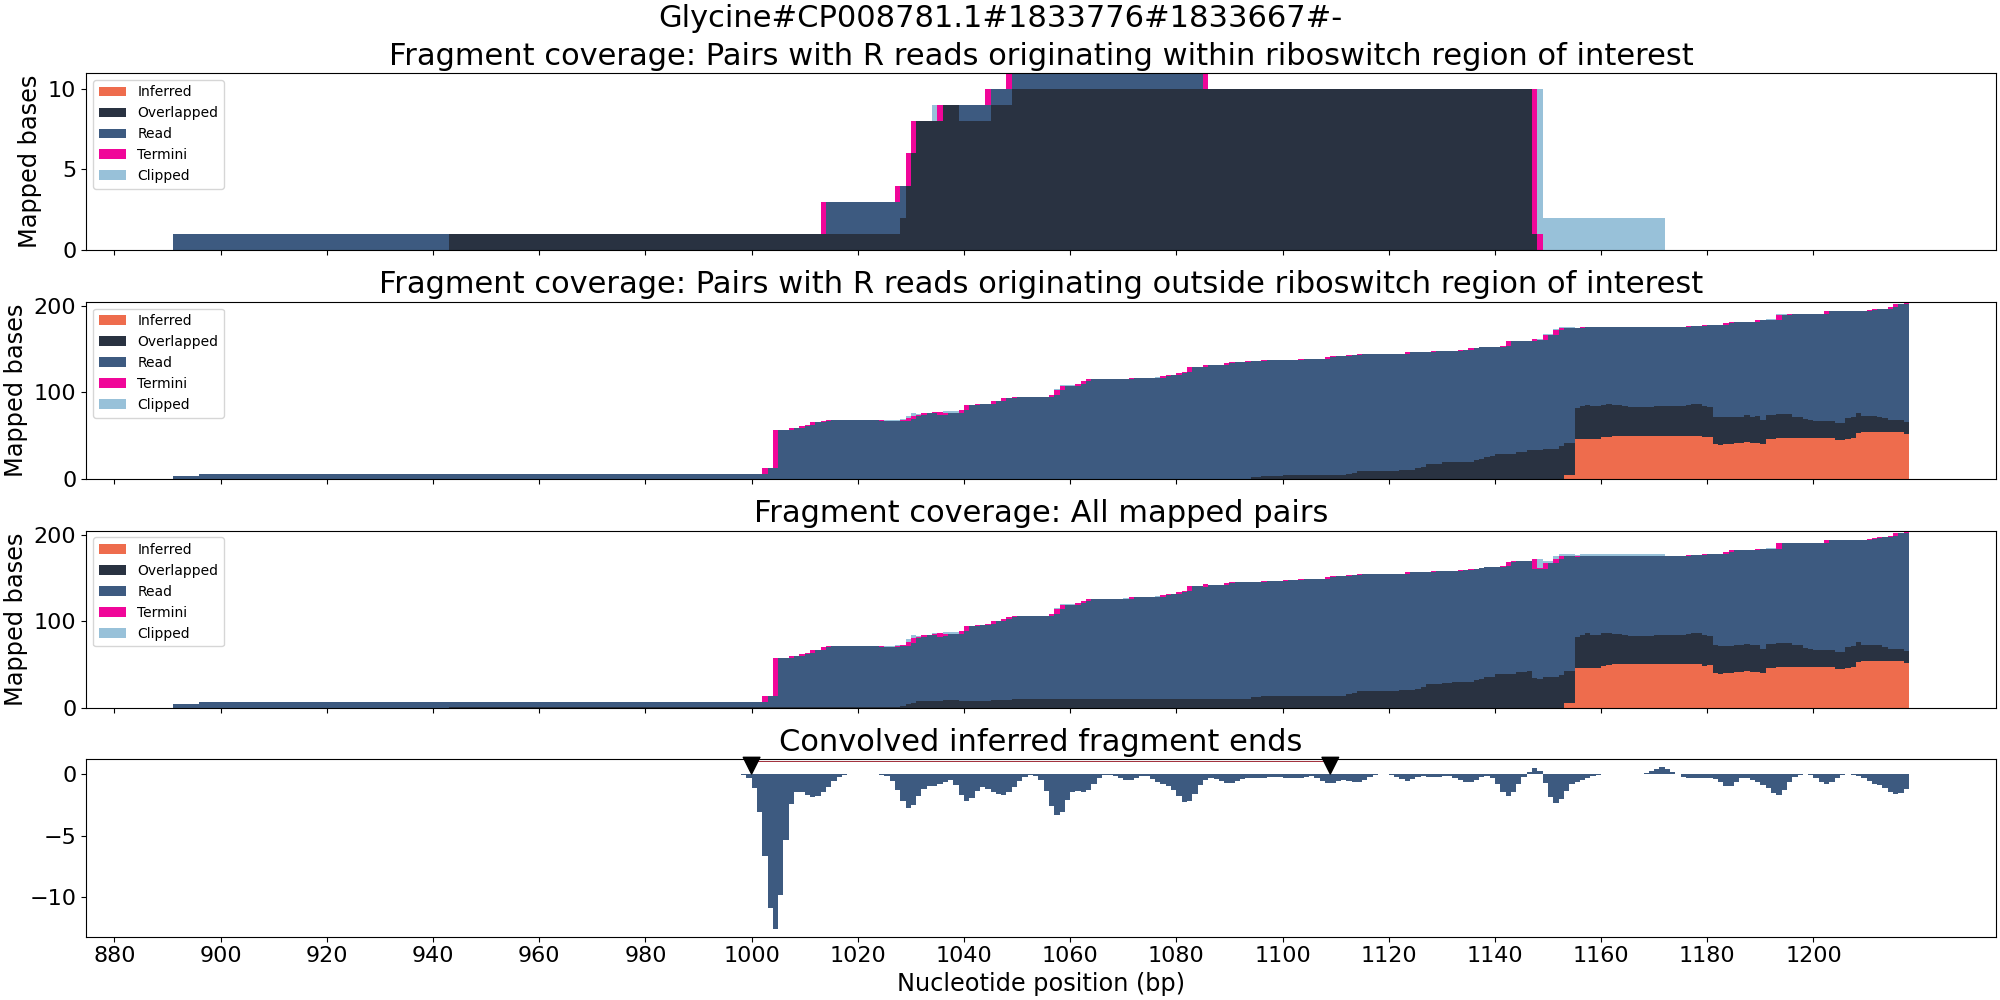 Glycine#CP008781.1#1833776#1833667#-
Fragment coverage: Pairs with R reads originating within riboswitch region of interest
Mapped bases
10
5
0
Inferred
Overlapped
Read
Termini
Clipped
Fragment coverage: Pairs with R reads originating outside riboswitch region of interest
Mapped bases
200
100
0
Inferred
Overlapped
Read
Termini
Clipped
Fragment coverage: All mapped pairs
Mapped bases
200
100
0
Inferred
Overlapped
Read
Termini
Clipped
Convolved inferred fragment ends
0
−5
−10
880 900 920 940 960 980 1000 1020 1040 1060 1080 1100 1120 1140 1160 1180 1200
Nucleotide position (bp)